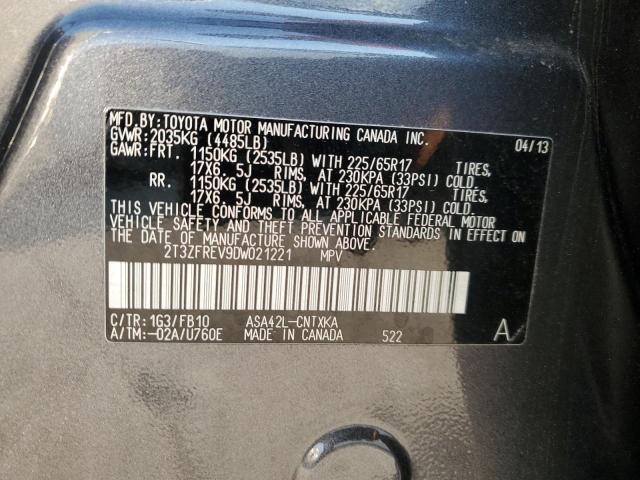 MFD.BY:TOYOTA MOTOR MANUFACTURING CANADA INC. 04/13
GVWR:2035KG (4485LB)
GAWR:FRT. 1150KG (2535LB) WITH 225/65R17 TIRES,
17X6. 5J RIMS, AT 230KPA (33PSI) COLD.
RR. 1150KG (2535LB) WITH 225/65R17 TIRES,
17X6. 5J RIMS, AT 230KPA (33PSI) COLD.
THIS VEHICLE CONFORMS TO ALL APPLICABLE FEDERAL MOTOR
VEHICLE SAFETY AND THEFT PREVENTION STANDARDS IN EFFECT ON
THE DATE OF MANUFACTURE SHOWN ABOVE.
2T3ZFREV9DW021221 MPV
C/TR:1G3/FB10 ASA42L-CNTXKA
A/TM:-02A/U760E MADE IN CANADA 522 A